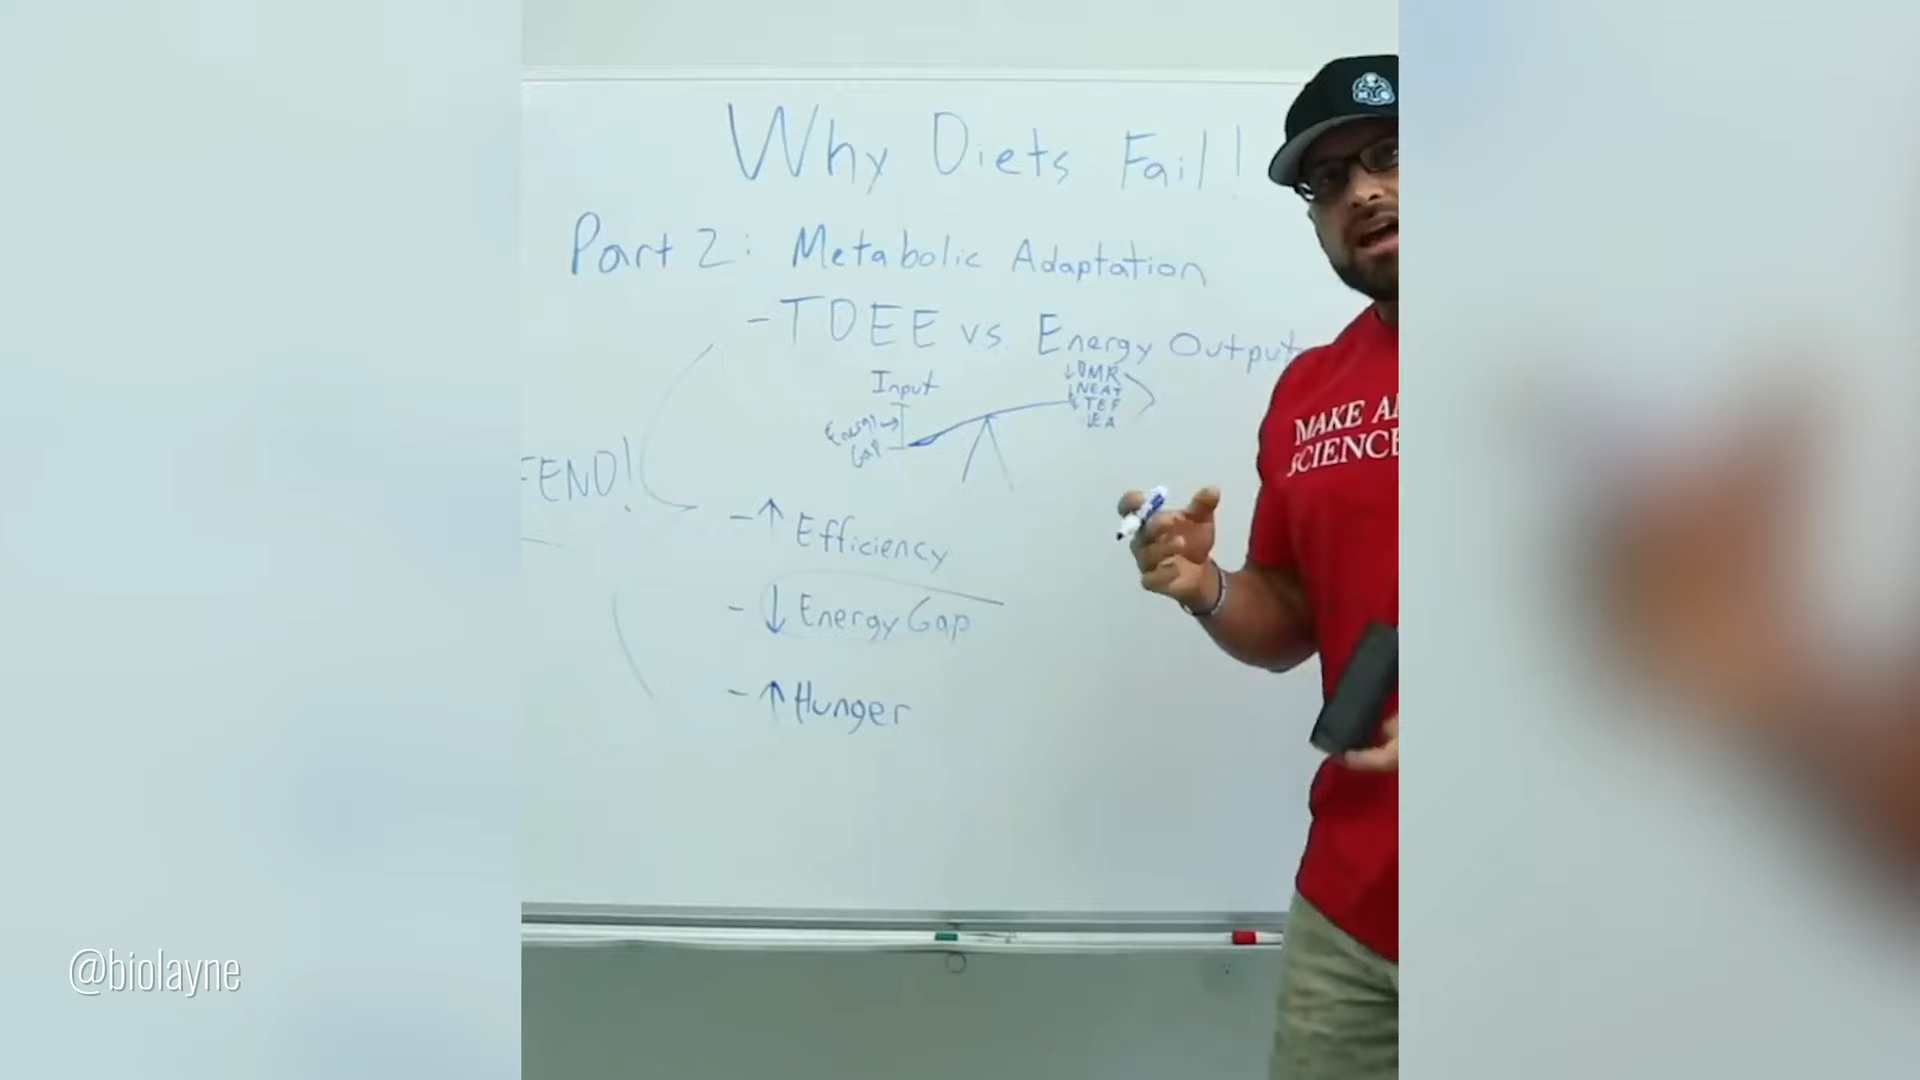 Why Diets Fail!
Part 2: Metabolic Adaptation
- TDEE vs. Energy Output
Input
↓BMR
↓NEAT
↓TEF
↓EA
Energy
Gap
FEND!
- ↑ Efficiency
- ↓ Energy Gap
- ↑ Hunger
MAKE A
SCIENCE
@biolayne